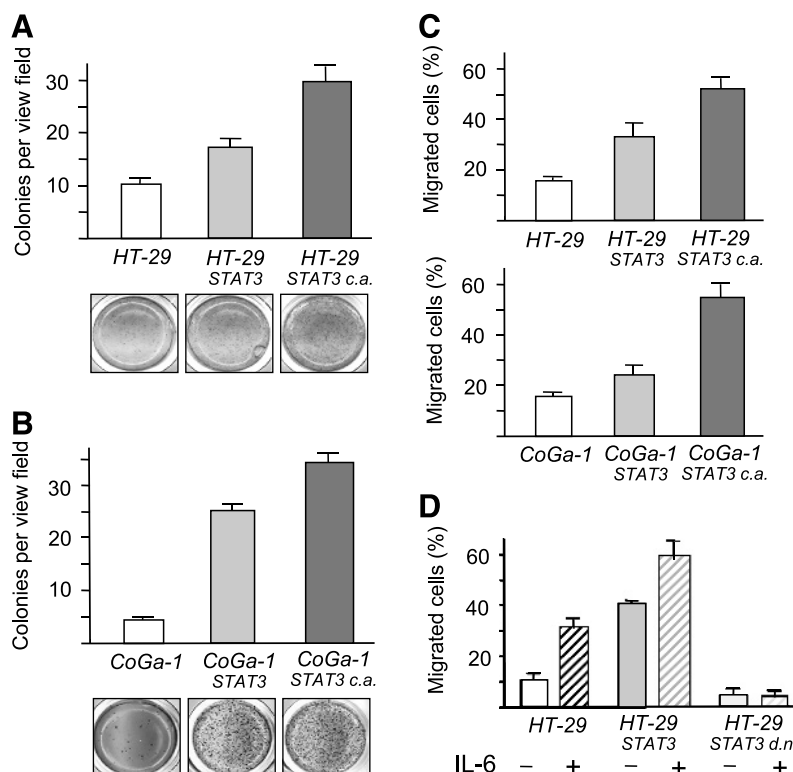 A
Colonies per view field
30
20
10
HT-29 HT-29 HT-29
STAT3 STAT3 c.a.
B
Colonies per view field
30
20
10
CoGa-1 CoGa-1 CoGa-1
STAT3 STAT3 c.a.
C
Migrated cells (%)
60
40
20
HT-29 HT-29 HT-29
STAT3 STAT3 c.a.
Migrated cells (%)
60
40
20
CoGa-1 CoGa-1 CoGa-1
STAT3 STAT3 c.a.
D
Migrated cells (%)
60
40
20
HT-29 HT-29 HT-29
STAT3 STAT3 d.n
IL-6 – + – + – +